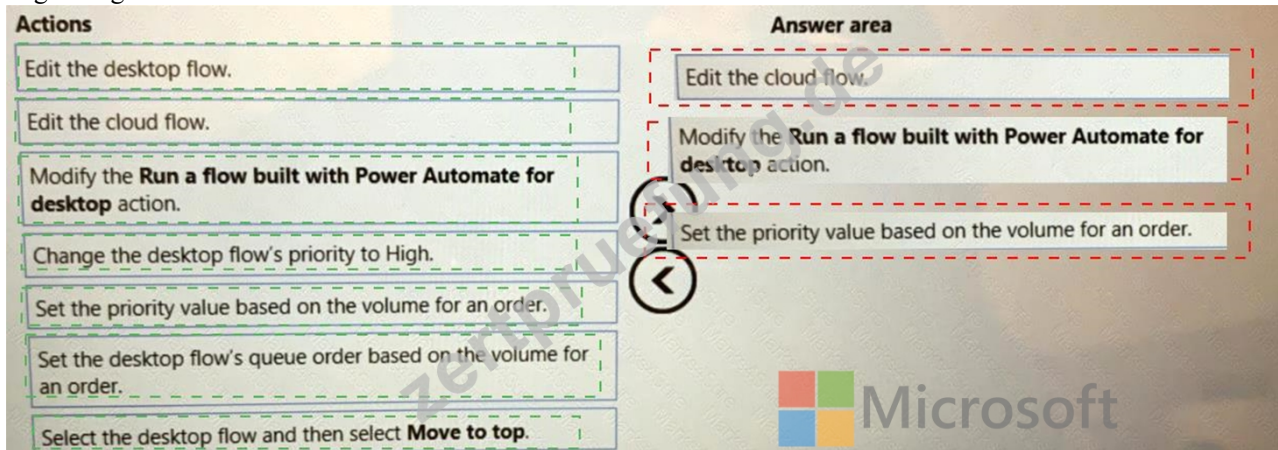 Actions
Edit the desktop flow.
Edit the cloud flow.
Modify the Run a flow built with Power Automate for
desktop action.
Change the desktop flow's priority to High.
Set the priority value based on the volume for an order.
Set the desktop flow's queue order based on the volume for
an order.
Select the desktop flow and then select Move to top.
Answer area
Edit the cloud flow.
Modify the Run a flow built with Power Automate for
desktop action.
Set the priority value based on the volume for an order.
zertpruefung.de
Microsoft